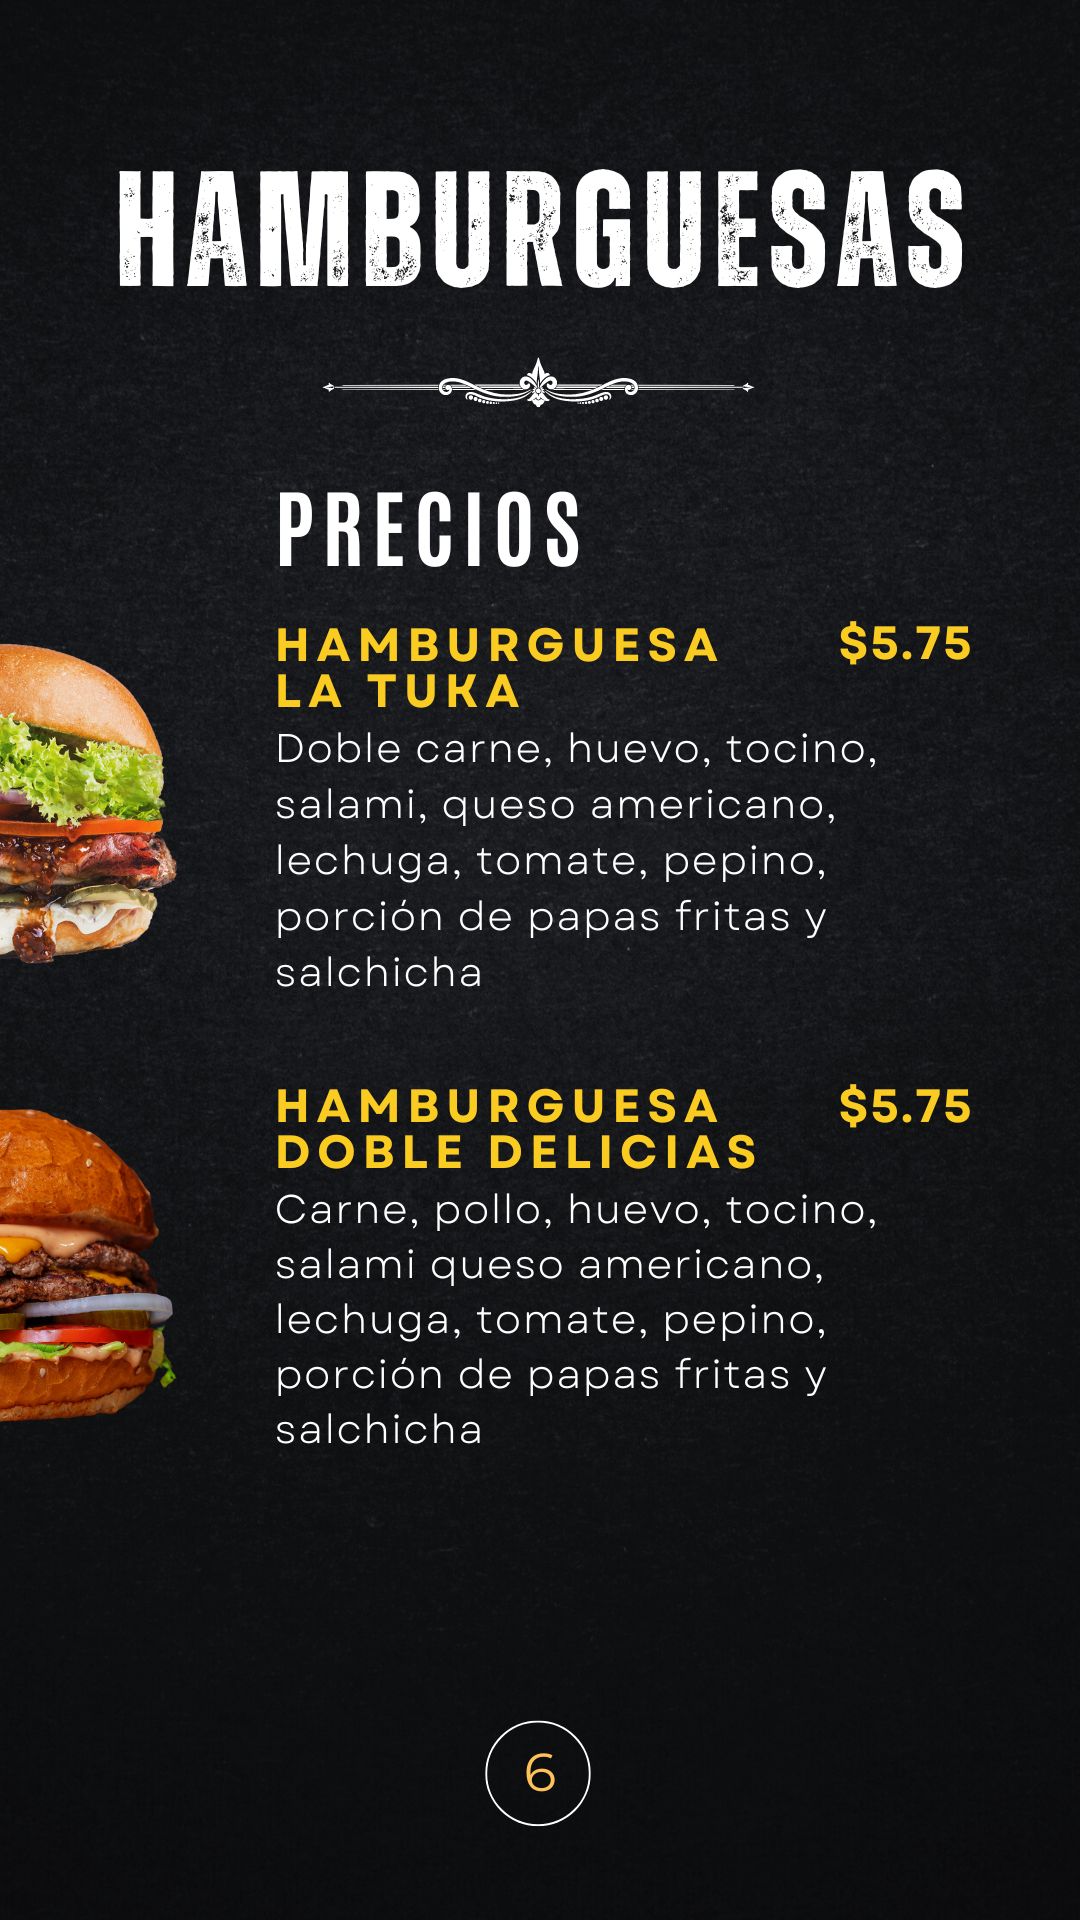 HAMBURGUESAS
PRECIOS
HAMBURGUESA $5.75
LA TUKA
Doble carne, huevo, tocino,
salami, queso americano,
lechuga, tomate, pepino,
porción de papas fritas y
salchicha
HAMBURGUESA $5.75
DOBLE DELICIAS
Carne, pollo, huevo, tocino,
salami queso americano,
lechuga, tomate, pepino,
porción de papas fritas y
salchicha
6